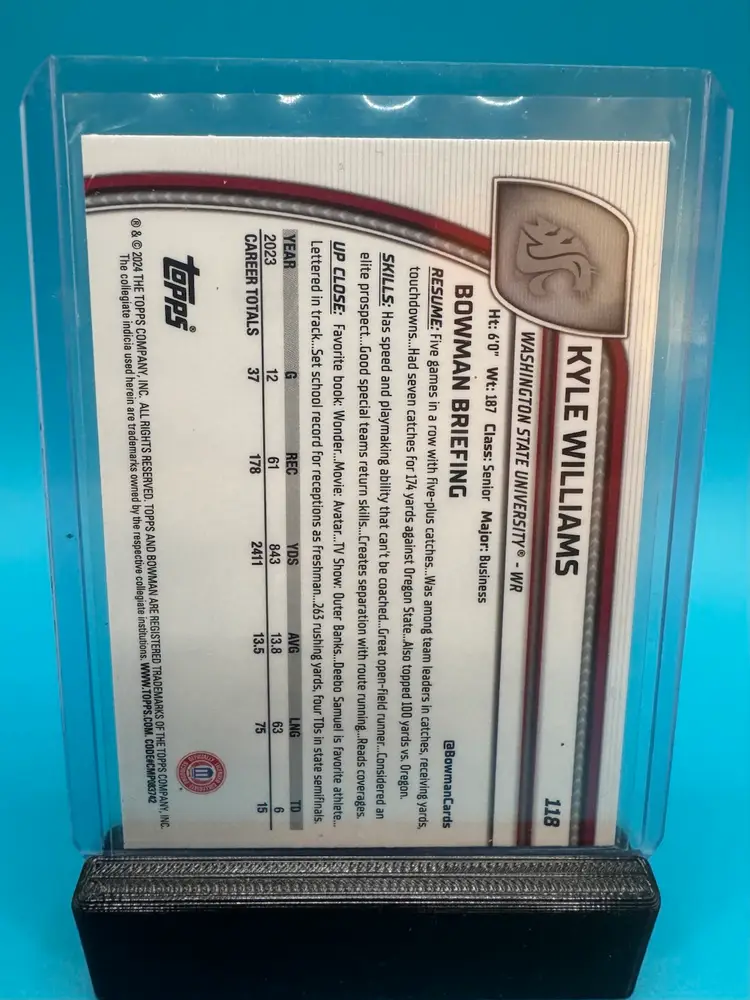 118
KYLE WILLIAMS
WASHINGTON STATE UNIVERSITY® - WR
Ht: 6'0" Wt: 187 Class: Senior Major: Business
BOWMAN BRIEFING @BowmanCards
RESUME: Five games in a row with five-plus catches...Was among team leaders in catches, receiving yards,
touchdowns...Had seven catches for 174 yards against Oregon State...Also topped 100 yards vs. Oregon.
SKILLS: Has speed and playmaking ability that can't be coached...Great open-field runner...Considered an
elite prospect...Good special teams return skills...Creates separation with route running...Reads coverages.
UP CLOSE: Favorite book: Wonder...Movie: Avatar...TV Show: Outer Banks...Deebo Samuel is favorite athlete...
Lettered in track...Set school record for receptions as freshman...263 rushing yards, four TDs in state semifinals.
YEAR G REC YDS AVG LNG TD
2023 12 61 843 13.8 63 6
CAREER TOTALS 37 178 2411 13.5 75 15
topps®
® & © 2024 THE TOPPS COMPANY, INC. ALL RIGHTS RESERVED. TOPPS AND BOWMAN ARE REGISTERED TRADEMARKS OF THE TOPPS COMPANY, INC.
The collegiate indicia used herein are trademarks owned by the respective collegiate institutions. WWW.TOPPS.COM. CODE#CMP083742